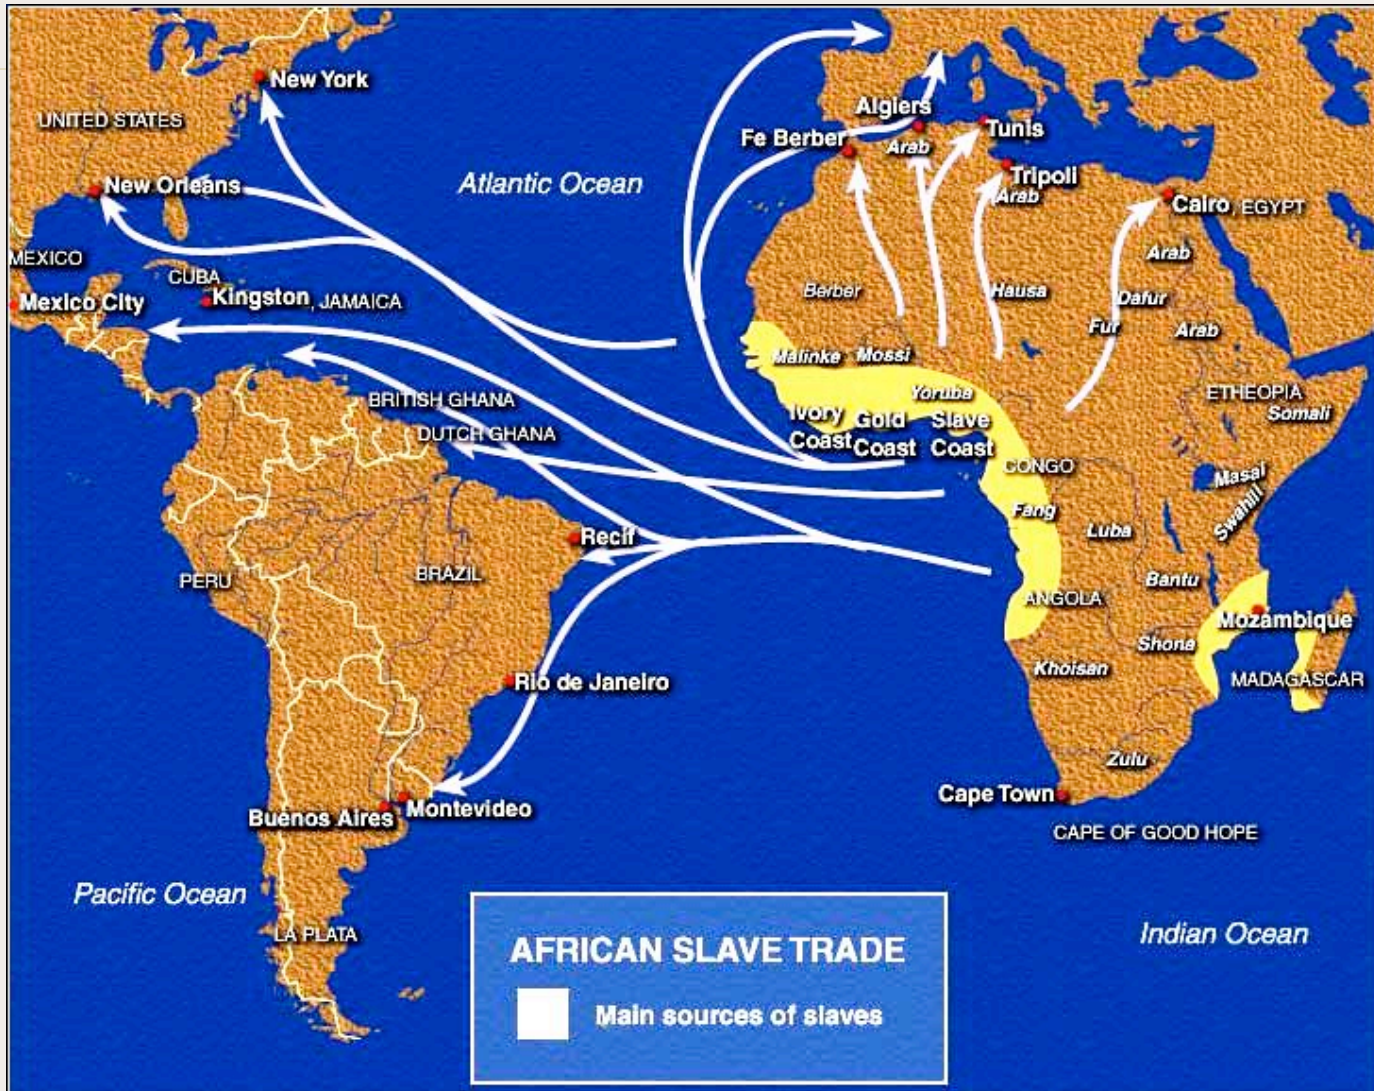 New York
UNITED STATES
New Orleans
Atlantic Ocean
MEXICO
Mexico City
CUBA
Kingston, JAMAICA
Algiers
Fe Berber
Arab
Tunis
Tripoli
Arab
Cairo, EGYPT
Arab
Berber
Hausa
Dafur
Fur
Arab
Malinke
Mossi
Yoruba
ETHEOPIA
Somali
BRITISH GHANA
DUTCH GHANA
Ivory
Coast
Gold
Coast
Slave
Coast
CONGO
Masai
Swahili
Fang
Luba
Recif
PERU
BRAZIL
Bantu
ANGOLA
Mozambique
Shona
Khoisan
MADAGASCAR
Rio de Janeiro
Zulu
Cape Town
CAPE OF GOOD HOPE
Buenos Aires
Montevideo
Pacific Ocean
LA PLATA
Indian Ocean
AFRICAN SLAVE TRADE
Main sources of slaves